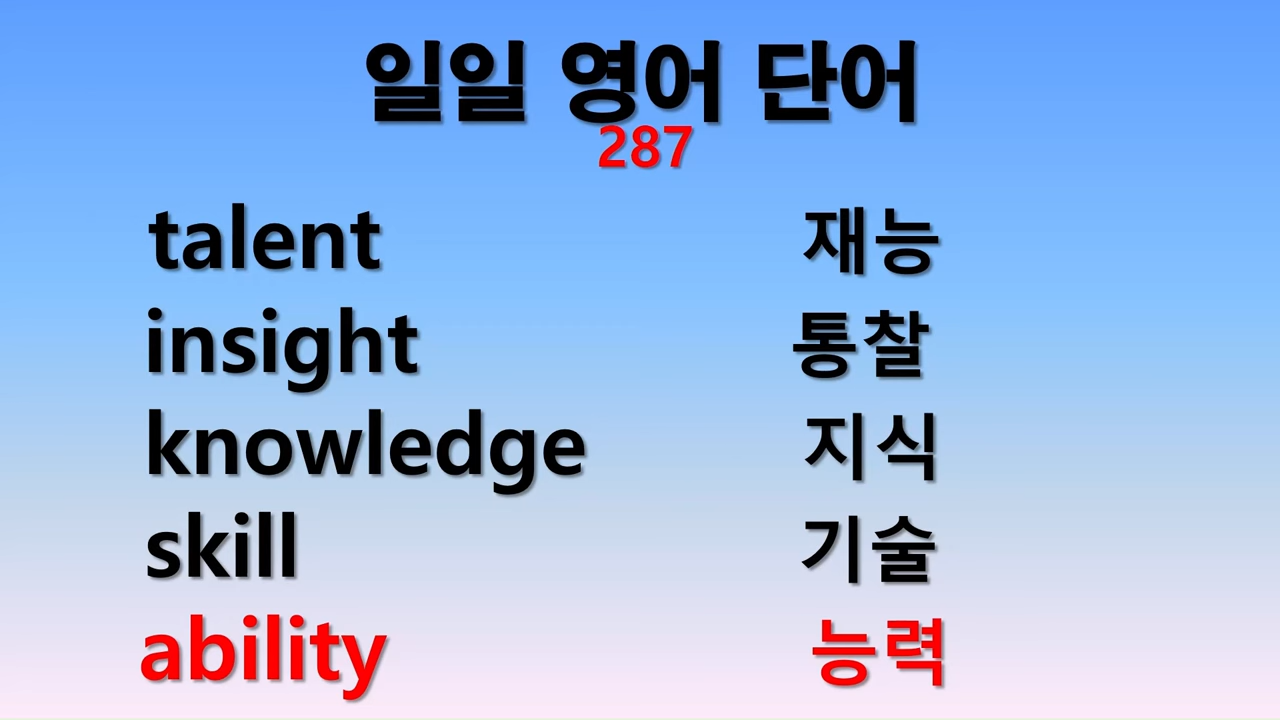 일일 영어 단어
287
talent 재능
insight 통찰
knowledge 지식
skill 기술
ability 능력